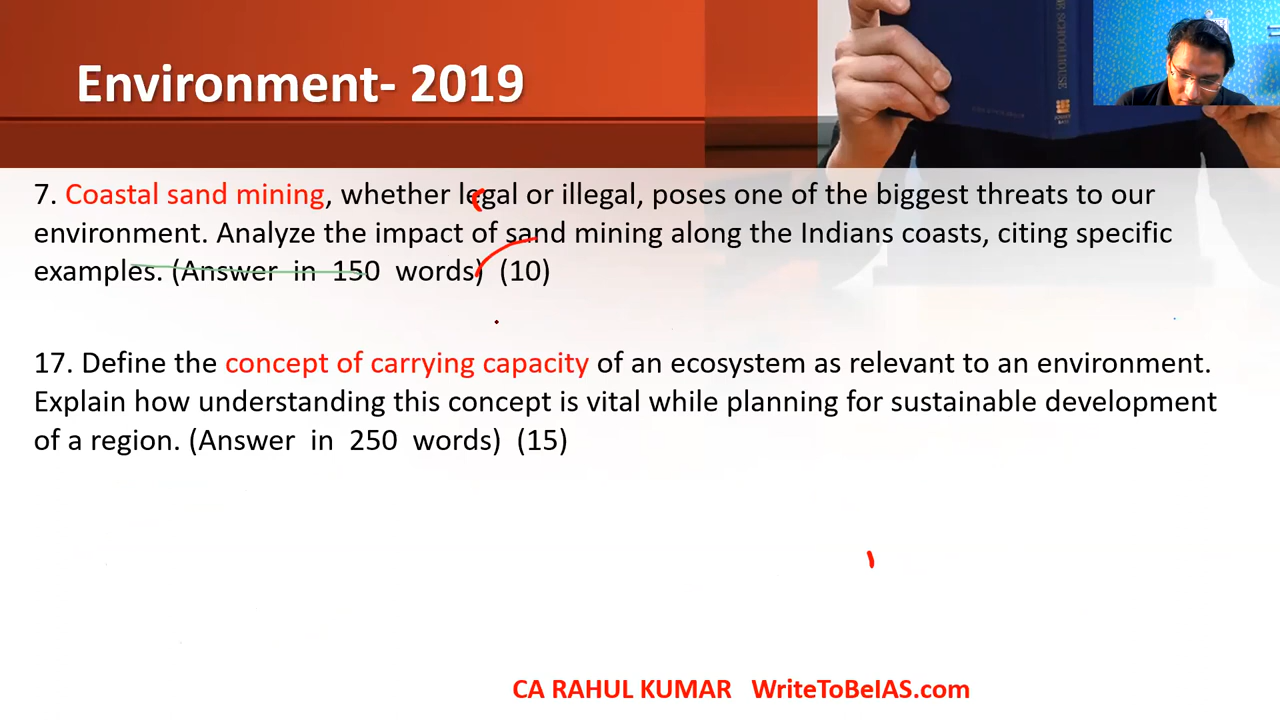 Environment- 2019
7. Coastal sand mining, whether legal or illegal, poses one of the biggest threats to our
environment. Analyze the impact of sand mining along the Indians coasts, citing specific
examples. (Answer in 150 words) (10)
17. Define the concept of carrying capacity of an ecosystem as relevant to an environment.
Explain how understanding this concept is vital while planning for sustainable development
of a region. (Answer in 250 words) (15)
CA RAHUL KUMAR WriteToBeIAS.com